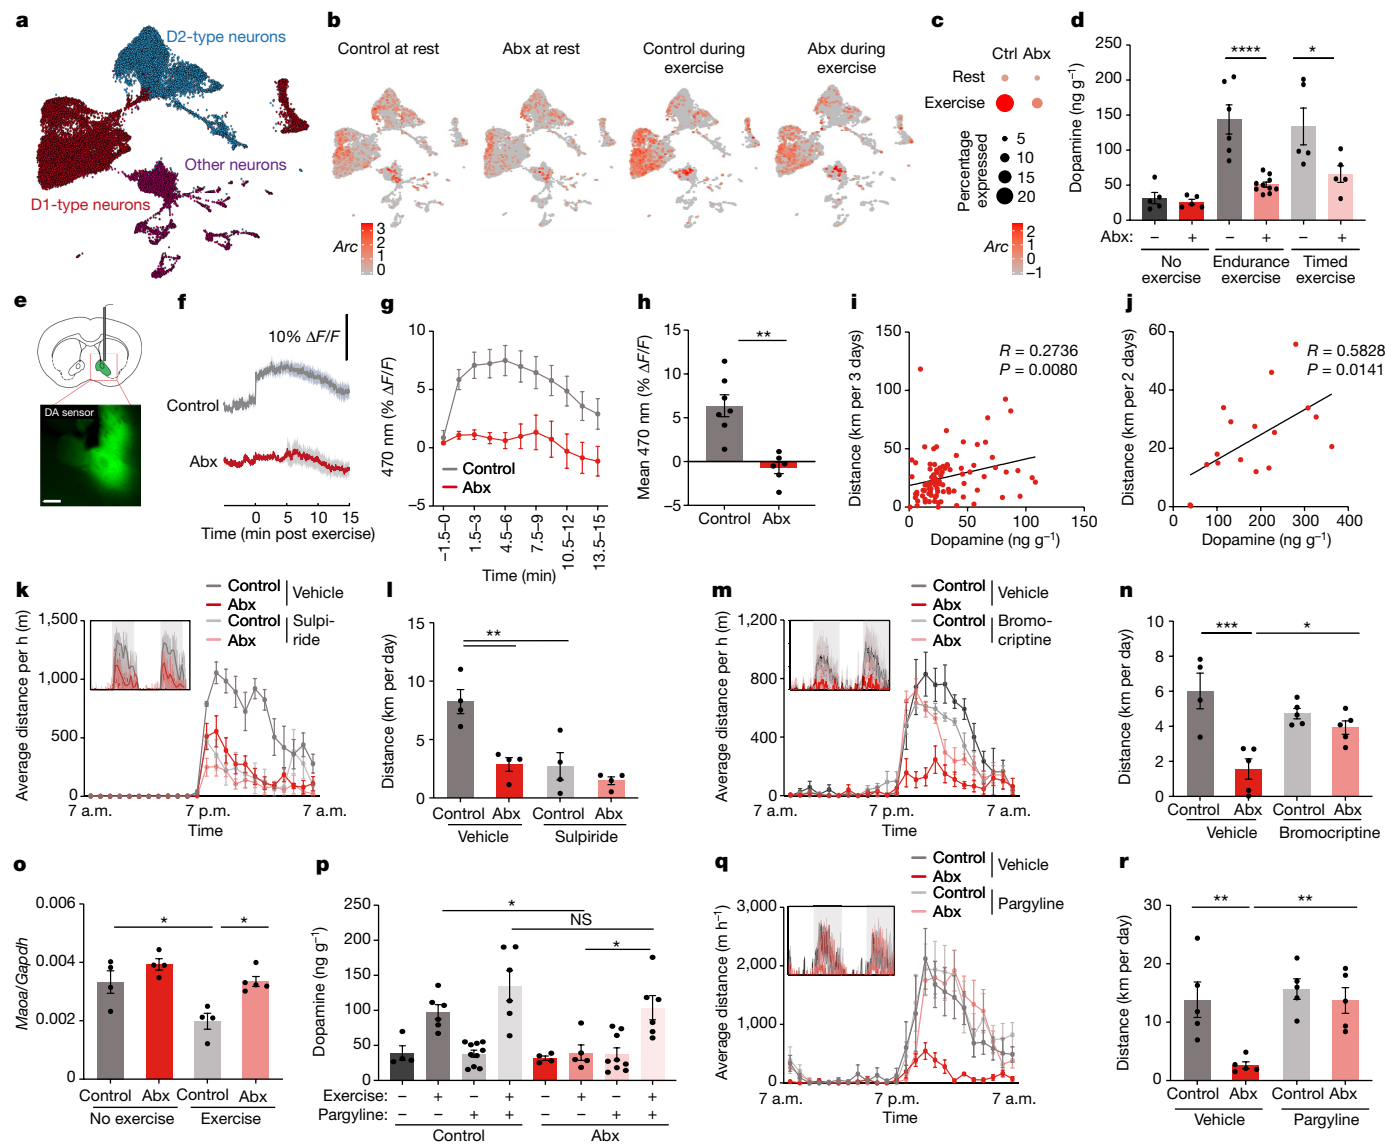 a
D2-type neurons
Other neurons
D1-type neurons
b
Control at rest
Abx at rest
Control during
exercise
Abx during
exercise
Arc
3
2
1
0
c
Ctrl Abx
Rest
Exercise
Percentage
expressed
5
10
15
20
Arc
2
1
0
−1
d
Dopamine (ng g−1)
250
200
150
100
50
0
****
*
Abx: − + − + − +
No
exercise
Endurance
exercise
Timed
exercise
e
DA sensor
f
10% ΔF/F
Control
Abx
0 5 10 15
Time (min post exercise)
g
470 nm (% ΔF/F)
10
5
0
−5
Control
Abx
−1.5–0
1.5–3
4.5–6
7.5–9
10.5–12
13.5–15
Time (min)
h
Mean 470 nm (% ΔF/F)
15
10
5
0
−5
**
Control Abx
i
Distance (km per 3 days)
150
100
50
0
R = 0.2736
P = 0.0080
0 50 100 150
Dopamine (ng g−1)
j
Distance (km per 2 days)
60
40
20
0
R = 0.5828
P = 0.0141
0 100 200 300 400
Dopamine (ng g−1)
k
Control
Abx
Vehicle
Control
Abx
Sulpi-
ride
Average distance per h (m)
1,500
1,000
500
0
7 a.m. 7 p.m. 7 a.m.
Time
l
Distance (km per day)
15
10
5
0
**
Control Abx Control Abx
Vehicle Sulpiride
m
Control
Abx
Vehicle
Control
Abx
Bromo-
criptine
Average distance per h (m)
1,200
800
400
0
7 a.m. 7 p.m. 7 a.m.
Time
n
Distance (km per day)
10
8
6
4
2
0
***
*
Control Abx Control Abx
Vehicle Bromocriptine
o
Maoa/Gapdh
0.006
0.004
0.002
0
*
*
Control Abx Control Abx
No exercise Exercise
p
Dopamine (ng g−1)
250
200
150
100
50
0
*
NS
*
Exercise: − + − + − + − +
Pargyline: − − + + − − + +
Control Abx
q
Control
Abx
Vehicle
Control
Abx
Pargyline
Average distance (m h−1)
3,000
2,000
1,000
0
7 a.m. 7 p.m. 7 a.m.
Time
r
Distance (km per day)
30
20
10
0
**
**
Control Abx Control Abx
Vehicle Pargyline